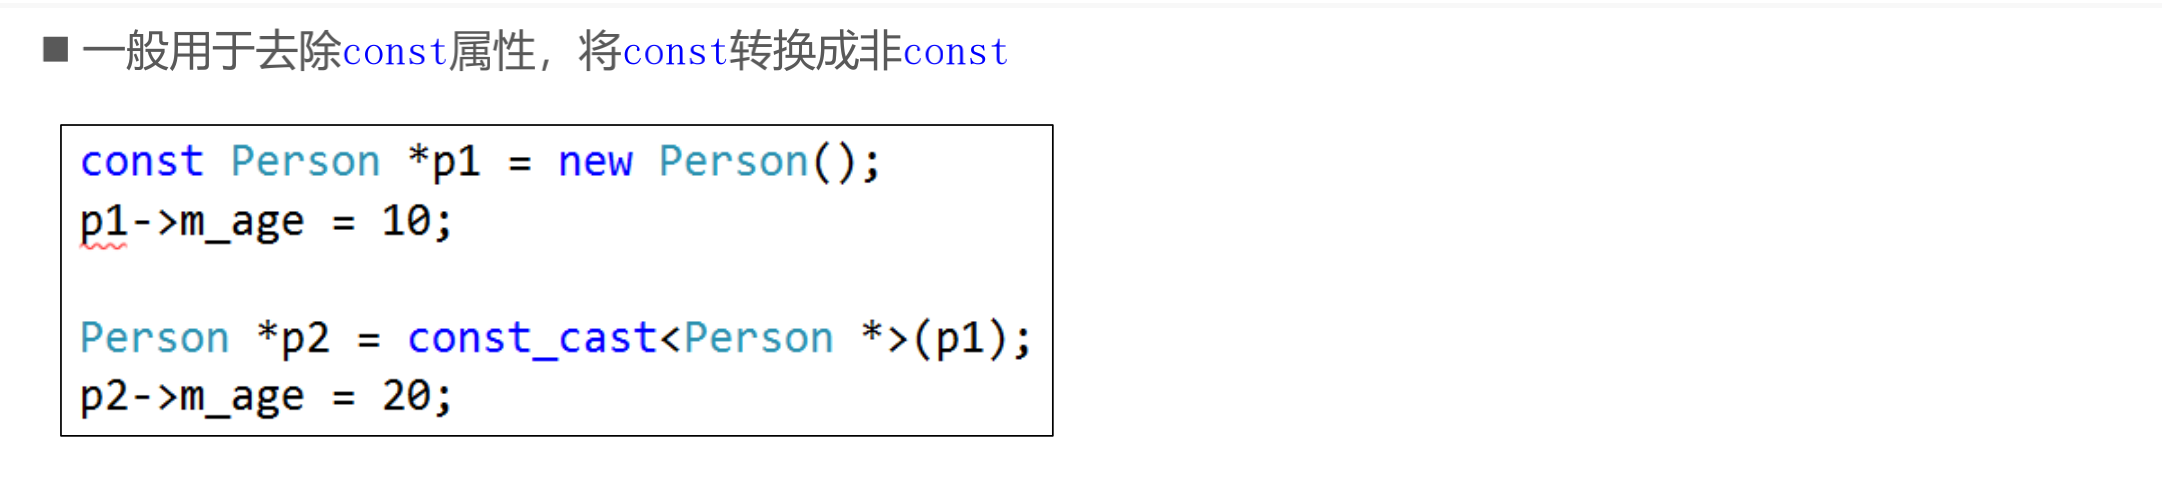 ■ 一般用于去除const属性，将const转换成非const
const Person *p1 = new Person();
p1->m_age = 10;
Person *p2 = const_cast<Person *>(p1);
p2->m_age = 20;